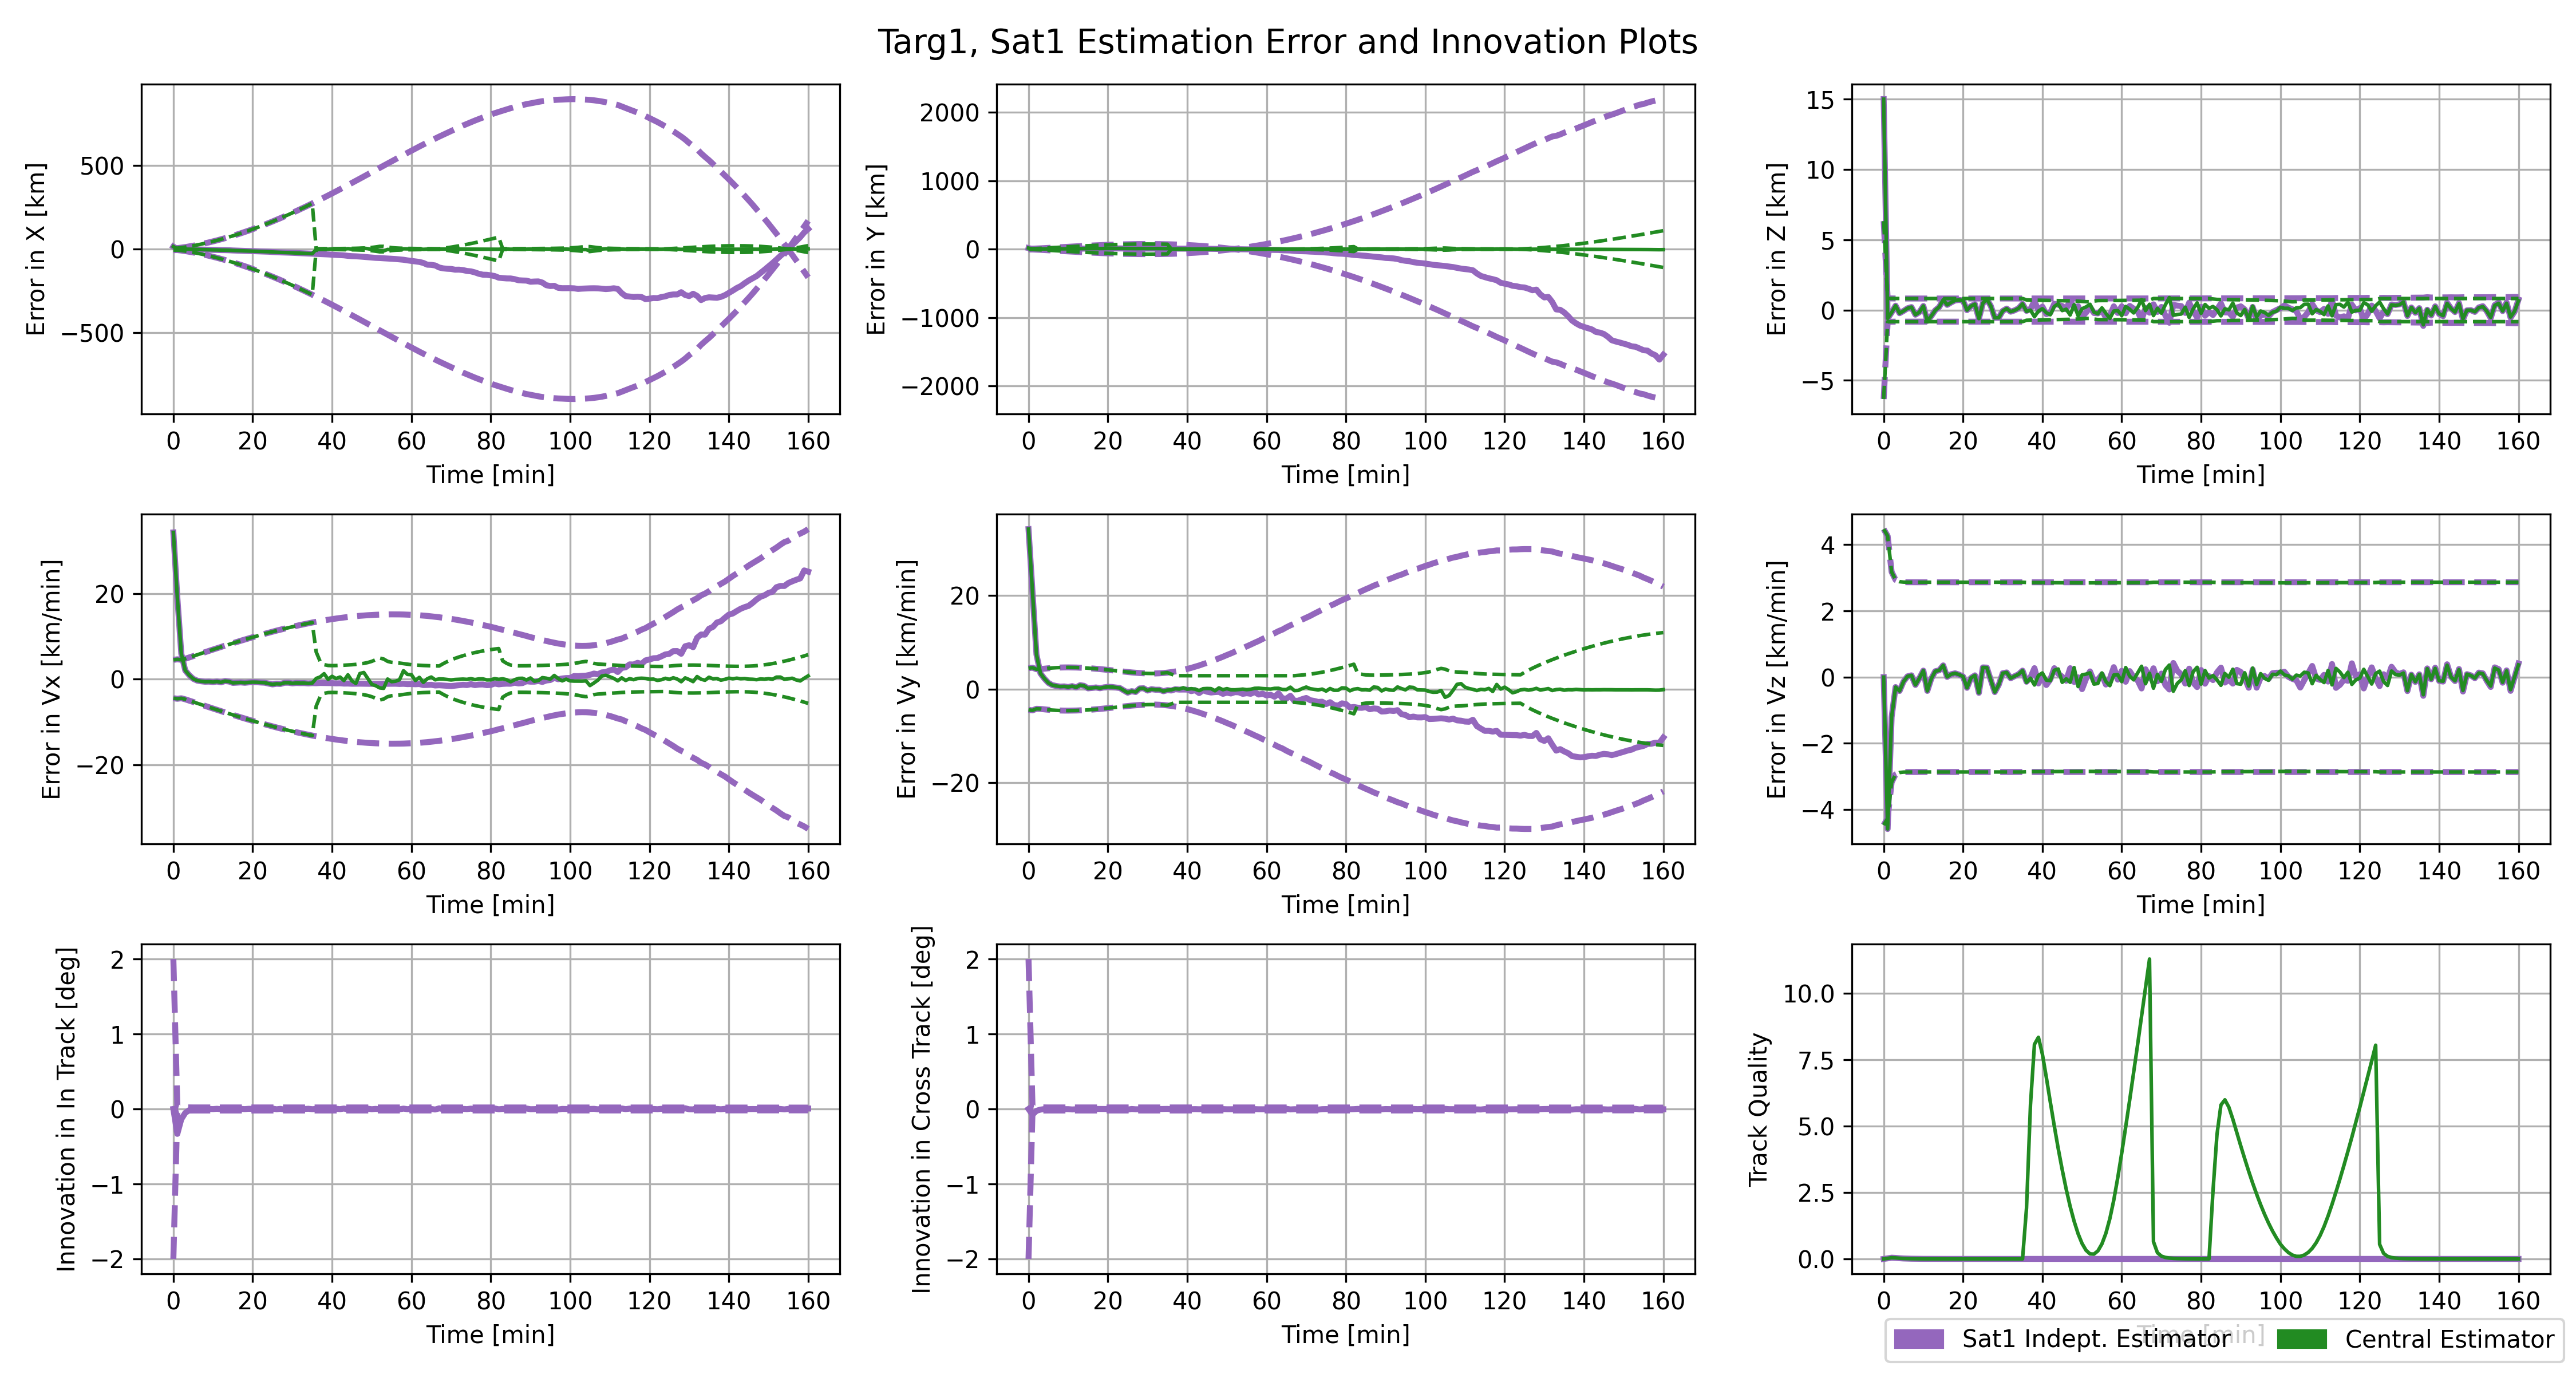 Targ1, Sat1 Estimation Error and Innovation Plots
Error in X [km]
500
0
−500
0 20 40 60 80 100 120 140 160
Time [min]
Error in Y [km]
2000
1000
0
−1000
−2000
0 20 40 60 80 100 120 140 160
Time [min]
Error in Z [km]
15
10
5
0
−5
0 20 40 60 80 100 120 140 160
Time [min]
Error in Vx [km/min]
20
0
−20
0 20 40 60 80 100 120 140 160
Time [min]
Error in Vy [km/min]
20
0
−20
0 20 40 60 80 100 120 140 160
Time [min]
Error in Vz [km/min]
4
2
0
−2
−4
0 20 40 60 80 100 120 140 160
Time [min]
Innovation in In Track [deg]
2
1
0
−1
−2
0 20 40 60 80 100 120 140 160
Time [min]
Innovation in Cross Track [deg]
2
1
0
−1
−2
0 20 40 60 80 100 120 140 160
Time [min]
Track Quality
10.0
7.5
5.0
2.5
0.0
0 20 40 60 80 100 120 140 160
Time [min]
Sat1 Indept. Estimator
Central Estimator